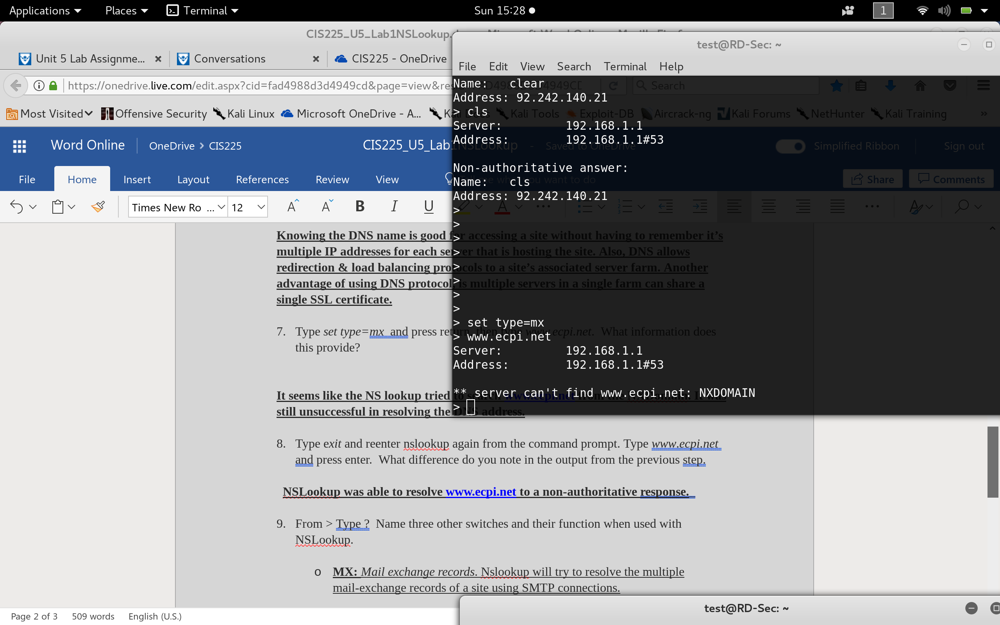 Applications Places Terminal Sun 15:28 1
CIS225_U5_Lab1NSLookup.
test@RD-Sec: ~
Unit 5 Lab Assignme... Conversations CIS225 - OneDrive
File Edit View Search Terminal Help
https://onedrive.live.com/edit.aspx?cid=fad4988d3d4949cd&page=view&resi Search
Most Visited Offensive Security Kali Linux Microsoft OneDrive - A... Kali Docs Kali Tools Exploit-DB Aircrack-ng Kali Forums NetHunter Kali Training »
Word Online OneDrive > CIS225 CIS225_U5_Lab1NSLookup - Saved to OneDrive Simplified Ribbon Sign out
File Home Insert Layout References Review View Tell me what you want to do Share Comments
Times New Ro ... 12 B I U
Name: clear
Address: 92.242.140.21
> cls
Server: 192.168.1.1
Address: 192.168.1.1#53
Non-authoritative answer:
Name: cls
Address: 92.242.140.21
>
>
>
>
>
>
>
>
> set type=mx
> www.ecpi.net
Server: 192.168.1.1
Address: 192.168.1.1#53
** server can't find www.ecpi.net: NXDOMAIN
>
Knowing the DNS name is good for accessing a site without having to remember it’s
multiple IP addresses for each server that is hosting the site. Also, DNS allows
redirection & load balancing protocols to a site’s associated server farm. Another
advantage of using DNS protocol, is multiple servers in a single farm can share a
single SSL certificate.
7. Type set type=mx and press return, then type www.ecpi.net. What information does
this provide?
It seems like the NS lookup tried to search www.ecpi.net from the NXDomain. It was
still unsuccessful in resolving the DNS address.
8. Type exit and reenter nslookup again from the command prompt. Type www.ecpi.net
and press enter. What difference do you note in the output from the previous step.
NSLookup was able to resolve www.ecpi.net to a non-authoritative response.
9. From > Type ? Name three other switches and their function when used with
NSLookup.
o MX: Mail exchange records. Nslookup will try to resolve the multiple
mail-exchange records of a site using SMTP connections.
test@RD-Sec: ~
Page 2 of 3 509 words English (U.S.)